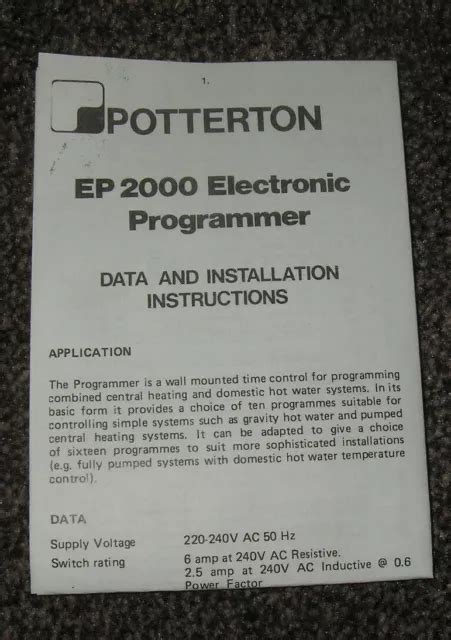 1.
POTTERTON
EP 2000 Electronic
Programmer
DATA AND INSTALLATION
INSTRUCTIONS
APPLICATION
The Programmer is a wall mounted time control for programming
combined central heating and domestic hot water systems. In its
basic form it provides a choice of ten programmes suitable for
controlling simple systems such as gravity hot water and pumped
central heating systems. It can be adapted to give a choice
of sixteen programmes to suit more sophisticated installations
(e.g. fully pumped systems with domestic hot water temperature
control).
DATA
Supply Voltage 220-240V AC 50 Hz
Switch rating 6 amp at 240V AC Resistive.
2.5 amp at 240V AC Inductive @ 0.6
Power Factor